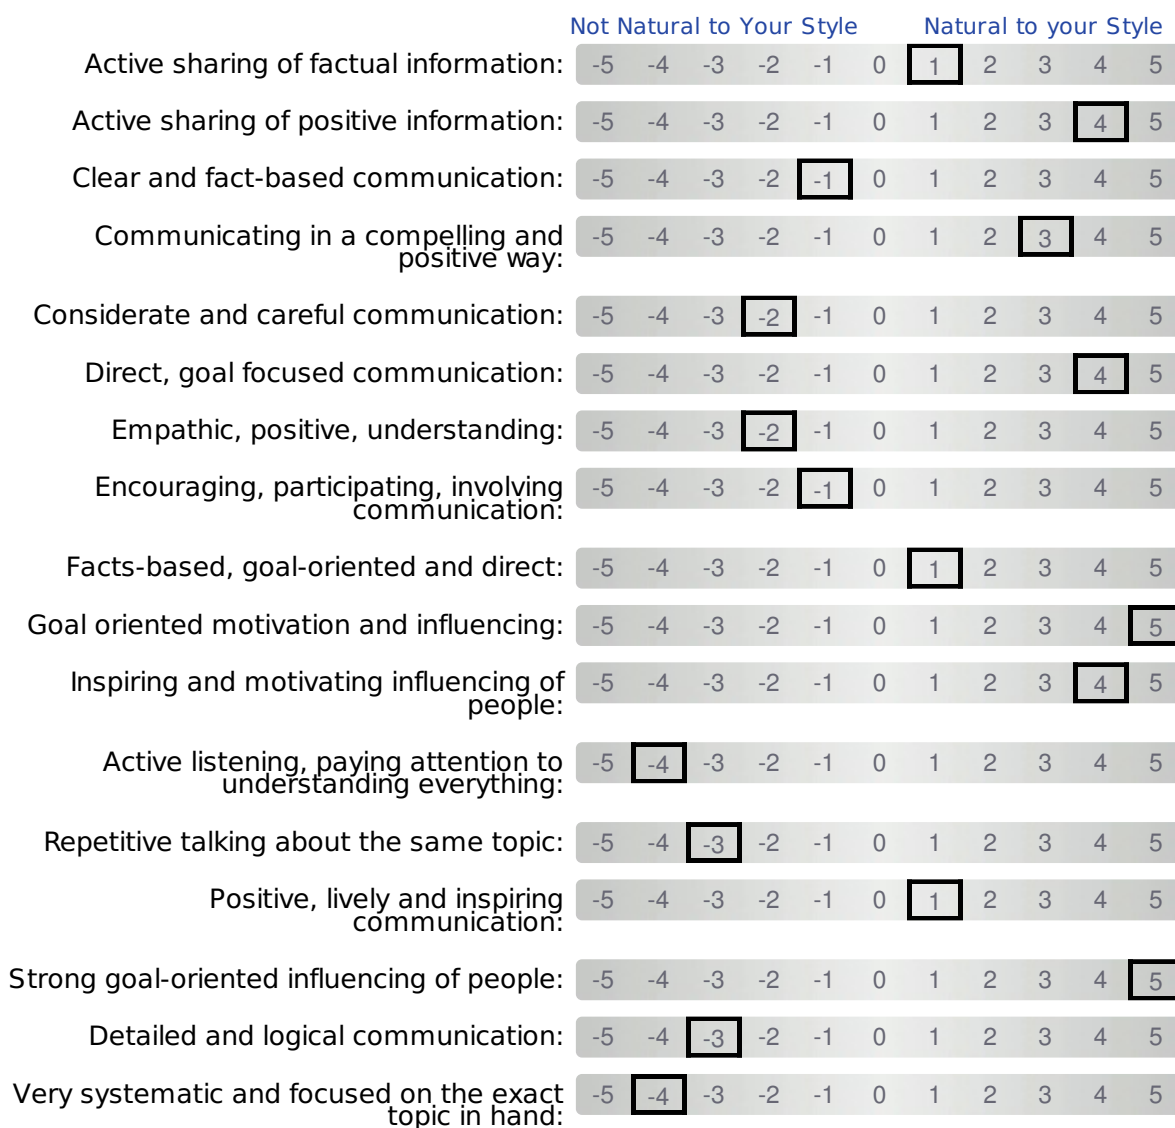 Not Natural to Your Style Natural to your Style
Active sharing of factual information: -5 -4 -3 -2 -1 0 1 2 3 4 5
Active sharing of positive information: -5 -4 -3 -2 -1 0 1 2 3 4 5
Clear and fact-based communication: -5 -4 -3 -2 -1 0 1 2 3 4 5
Communicating in a compelling and
positive way: -5 -4 -3 -2 -1 0 1 2 3 4 5
Considerate and careful communication: -5 -4 -3 -2 -1 0 1 2 3 4 5
Direct, goal focused communication: -5 -4 -3 -2 -1 0 1 2 3 4 5
Empathic, positive, understanding: -5 -4 -3 -2 -1 0 1 2 3 4 5
Encouraging, participating, involving
communication: -5 -4 -3 -2 -1 0 1 2 3 4 5
Facts-based, goal-oriented and direct: -5 -4 -3 -2 -1 0 1 2 3 4 5
Goal oriented motivation and influencing: -5 -4 -3 -2 -1 0 1 2 3 4 5
Inspiring and motivating influencing of
people: -5 -4 -3 -2 -1 0 1 2 3 4 5
Active listening, paying attention to
understanding everything: -5 -4 -3 -2 -1 0 1 2 3 4 5
Repetitive talking about the same topic: -5 -4 -3 -2 -1 0 1 2 3 4 5
Positive, lively and inspiring
communication: -5 -4 -3 -2 -1 0 1 2 3 4 5
Strong goal-oriented influencing of people: -5 -4 -3 -2 -1 0 1 2 3 4 5
Detailed and logical communication: -5 -4 -3 -2 -1 0 1 2 3 4 5
Very systematic and focused on the exact
topic in hand: -5 -4 -3 -2 -1 0 1 2 3 4 5